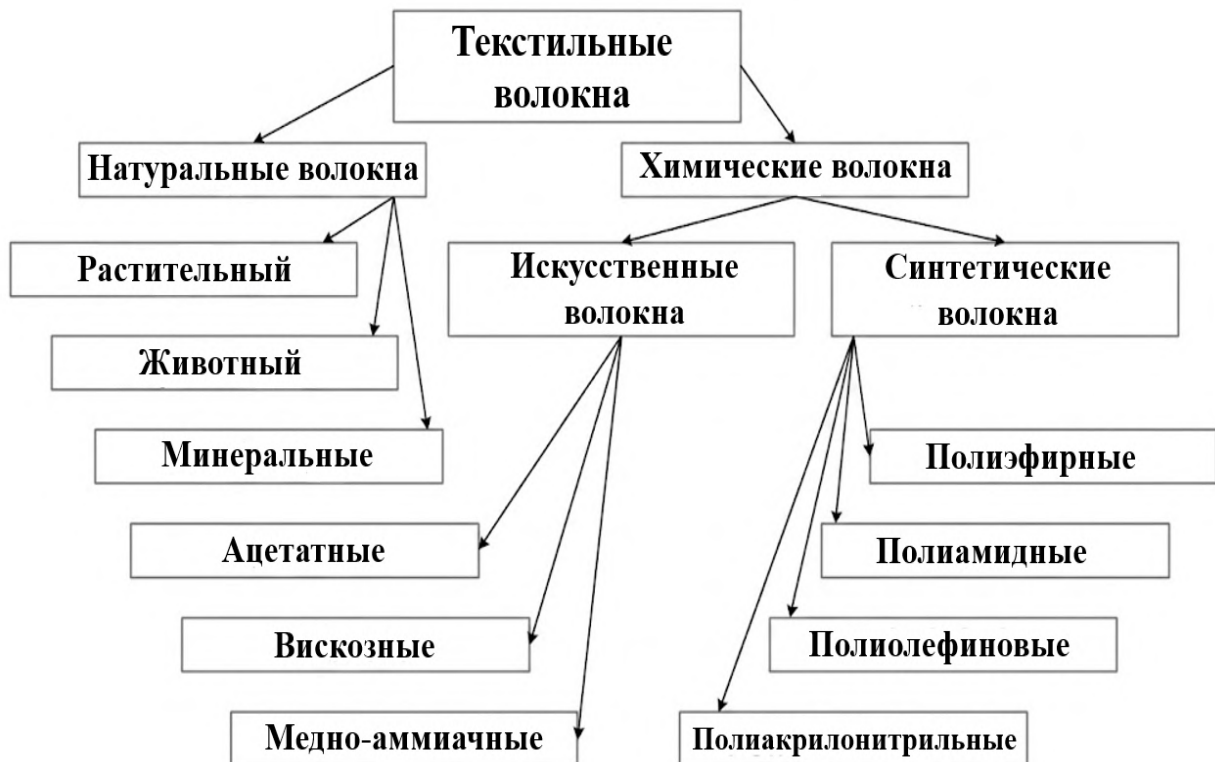 Текстильные
волокна
Натуральные волокна
Химические волокна
Растительный
Искусственные
волокна
Синтетические
волокна
Животный
Минеральные
Полиэфирные
Ацетатные
Полиамидные
Вискозные
Полиолефиновые
Медно-аммиачные
Полиакрилонитрильные